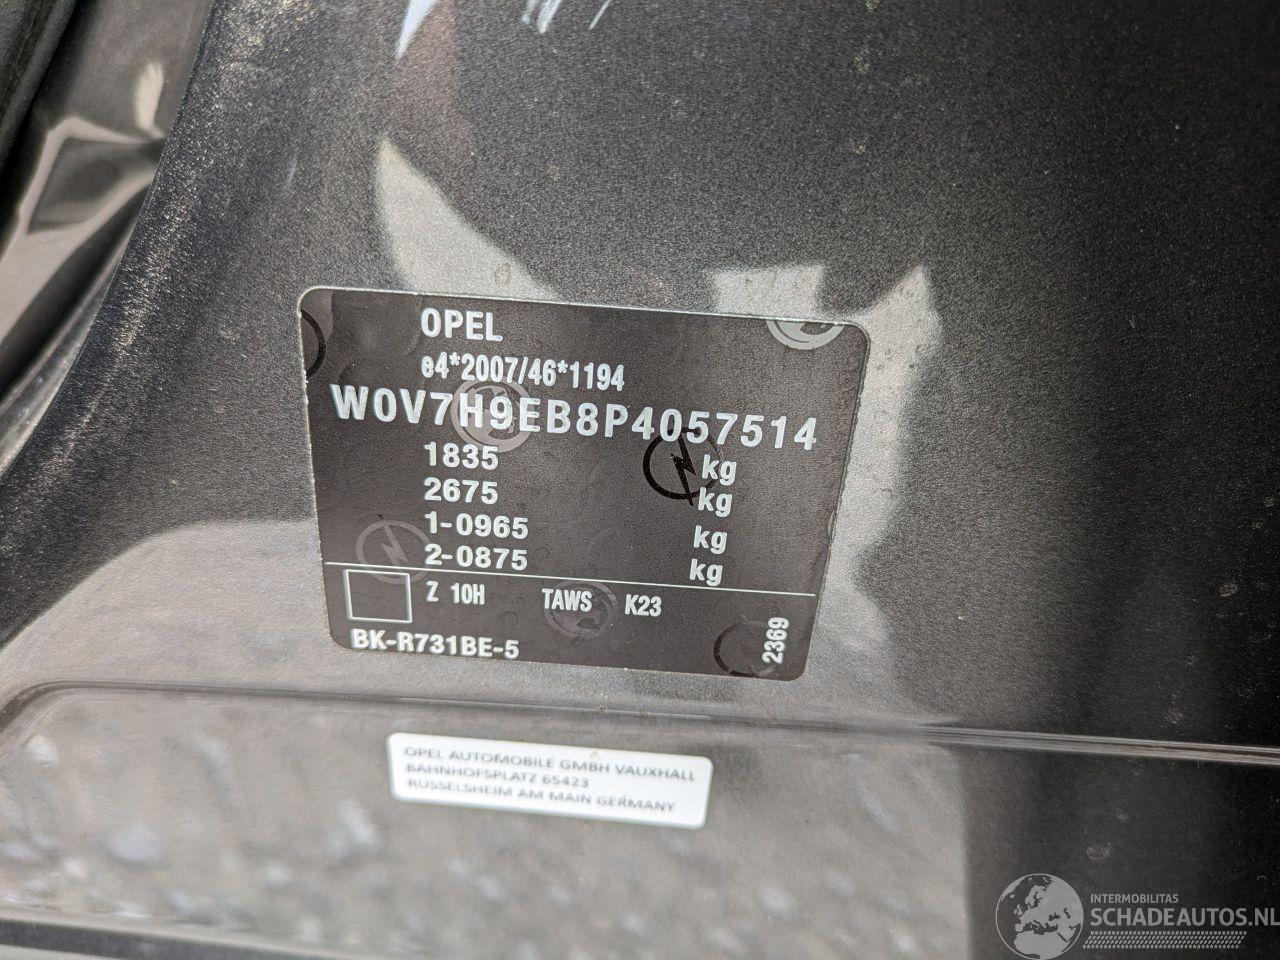 OPEL
e4*2007/46*1194
W0V7H9EB8P4057514
1835 kg
2675 kg
1-0965 kg
2-0875 kg
Z 10H TAWS K23
BK-R731BE-5
2369
OPEL AUTOMOBILE GMBH VAUXHALL
BAHNHOFSPLATZ 65423
RÜSSELSHEIM AM MAIN GERMANY
INTERMOBILITAS
SCHADEAUTOS.NL